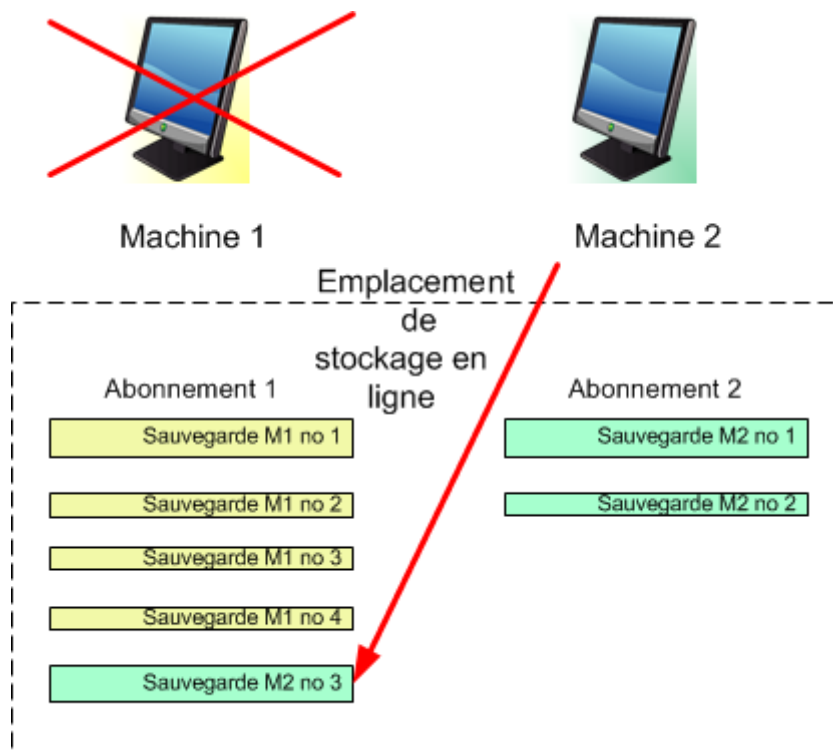 Machine 1
Machine 2
Emplacement
de
stockage en
ligne
Abonnement 1
Sauvegarde M1 no 1
Sauvegarde M1 no 2
Sauvegarde M1 no 3
Sauvegarde M1 no 4
Sauvegarde M2 no 3
Abonnement 2
Sauvegarde M2 no 1
Sauvegarde M2 no 2